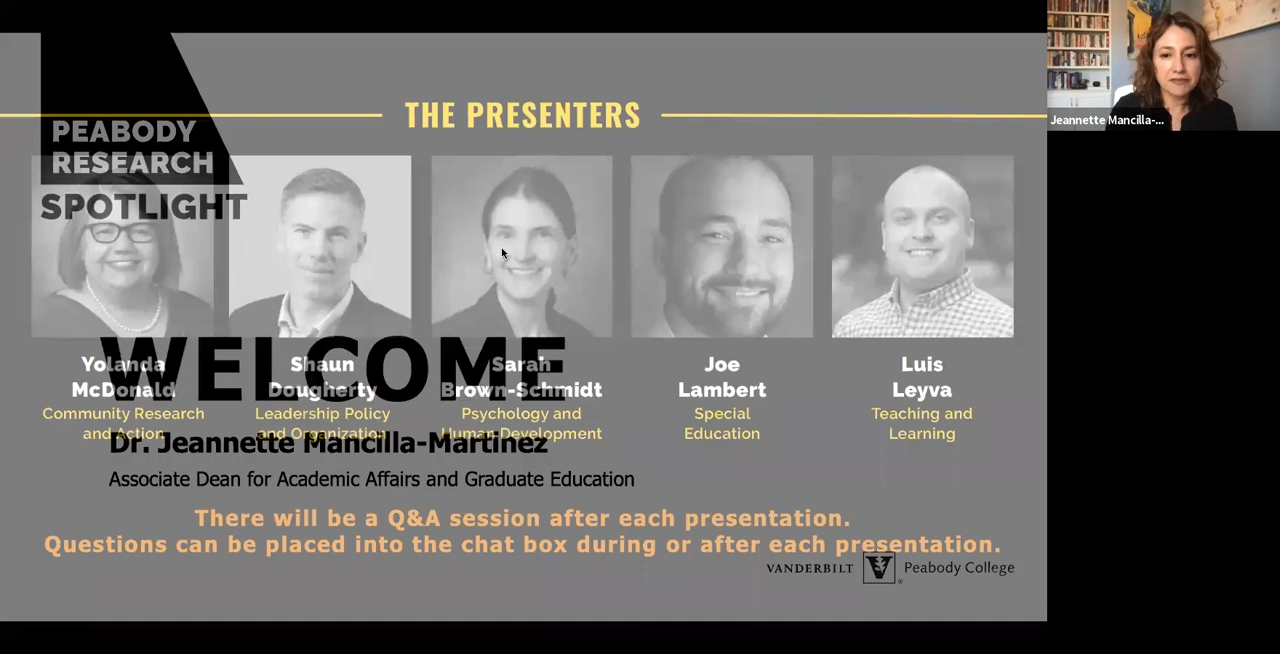 THE PRESENTERS
PEABODY
RESEARCH
SPOTLIGHT
Yolanda
McDonald
Community Research
and Action
Shaun
Dougherty
Leadership Policy
and Organization
Sarah
Brown-Schmidt
Psychology and
Human Development
Joe
Lambert
Special
Education
Luis
Leyva
Teaching and
Learning
WELCOME
Dr. Jeannette Mancilla-Martinez
Associate Dean for Academic Affairs and Graduate Education
There will be a Q&A session after each presentation.
Questions can be placed into the chat box during or after each presentation.
VANDERBILT V® Peabody College
Jeannette Mancilla-...